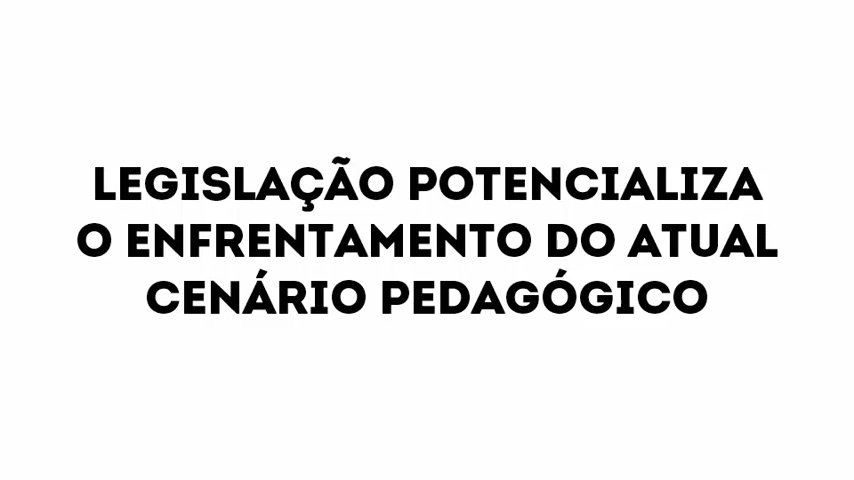 LEGISLAÇÃO POTENCIALIZA
O ENFRENTAMENTO DO ATUAL
CENÁRIO PEDAGÓGICO